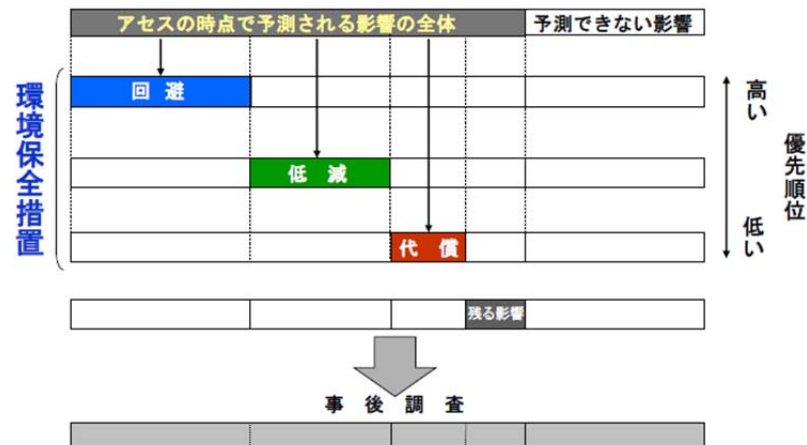 アセスの時点で予測される影響の全体
予測できない影響
環境保全措置
回避
低減
代償
高い
優先順位
低い
残る影響
事後調査